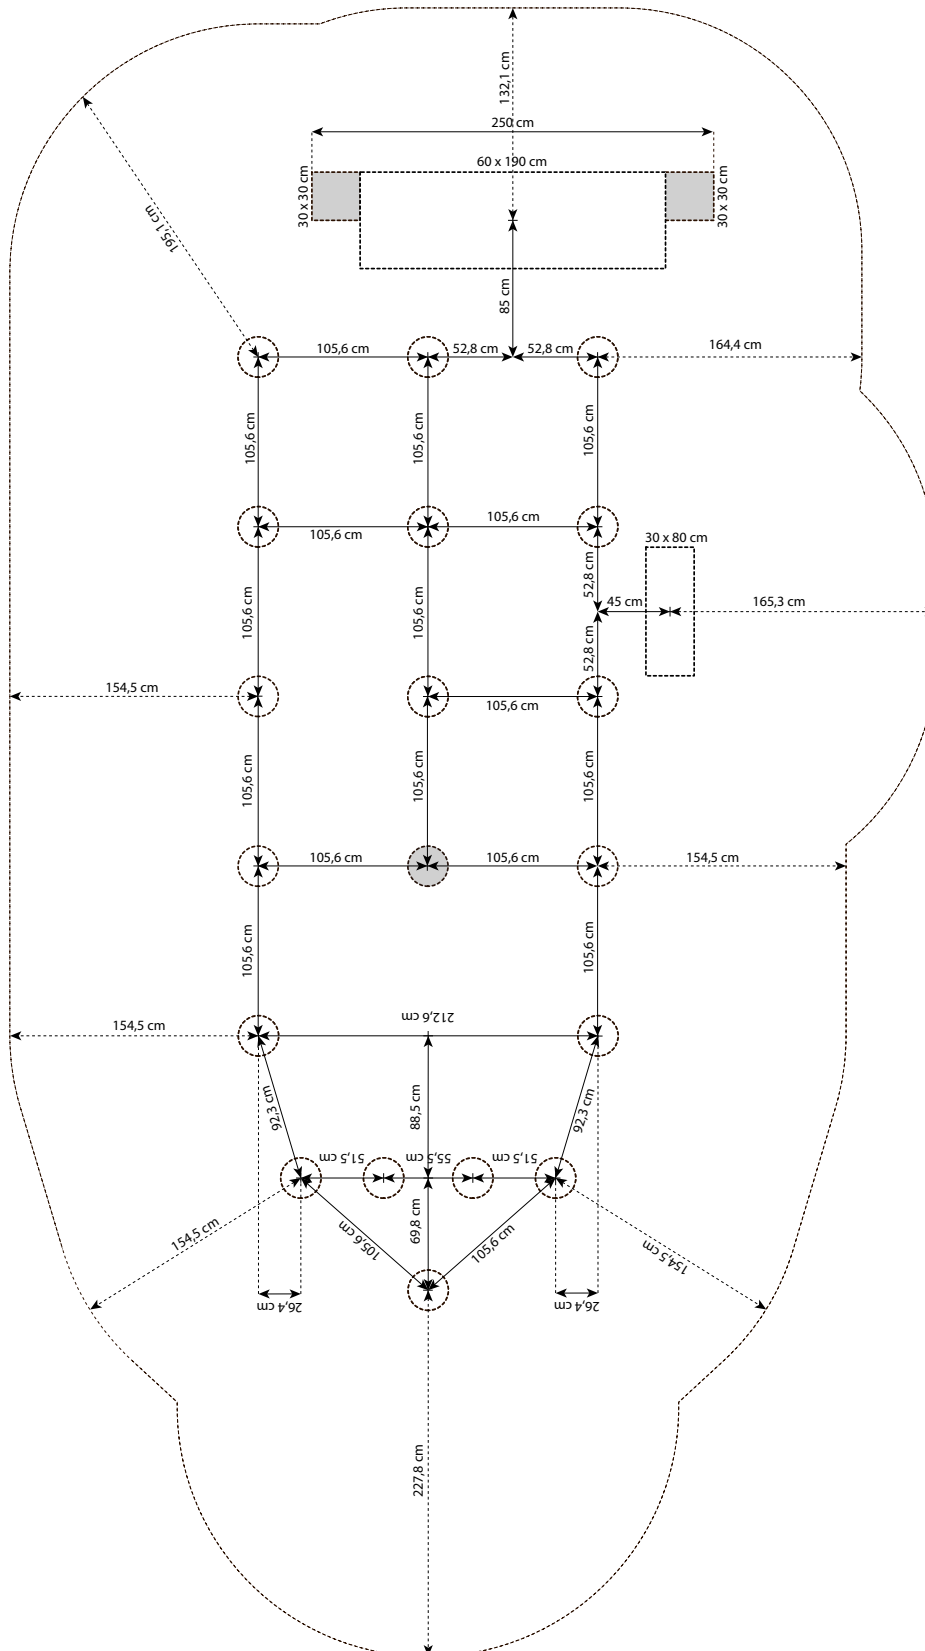 132,1 cm
250 cm
60 x 190 cm
30 x 30 cm
30 x 30 cm
195,1 cm
85 cm
105,6 cm
52,8 cm
52,8 cm
164,4 cm
105,6 cm
105,6 cm
105,6 cm
105,6 cm
105,6 cm
30 x 80 cm
52,8 cm
105,6 cm
105,6 cm
45 cm
165,3 cm
52,8 cm
154,5 cm
105,6 cm
105,6 cm
105,6 cm
105,6 cm
105,6 cm
105,6 cm
154,5 cm
105,6 cm
105,6 cm
212,6 cm
154,5 cm
92,3 cm
88,5 cm
92,3 cm
51,5 cm
55,5 cm
51,5 cm
154,5 cm
105,6 cm
69,8 cm
105,6 cm
154,5 cm
26,4 cm
26,4 cm
227,8 cm